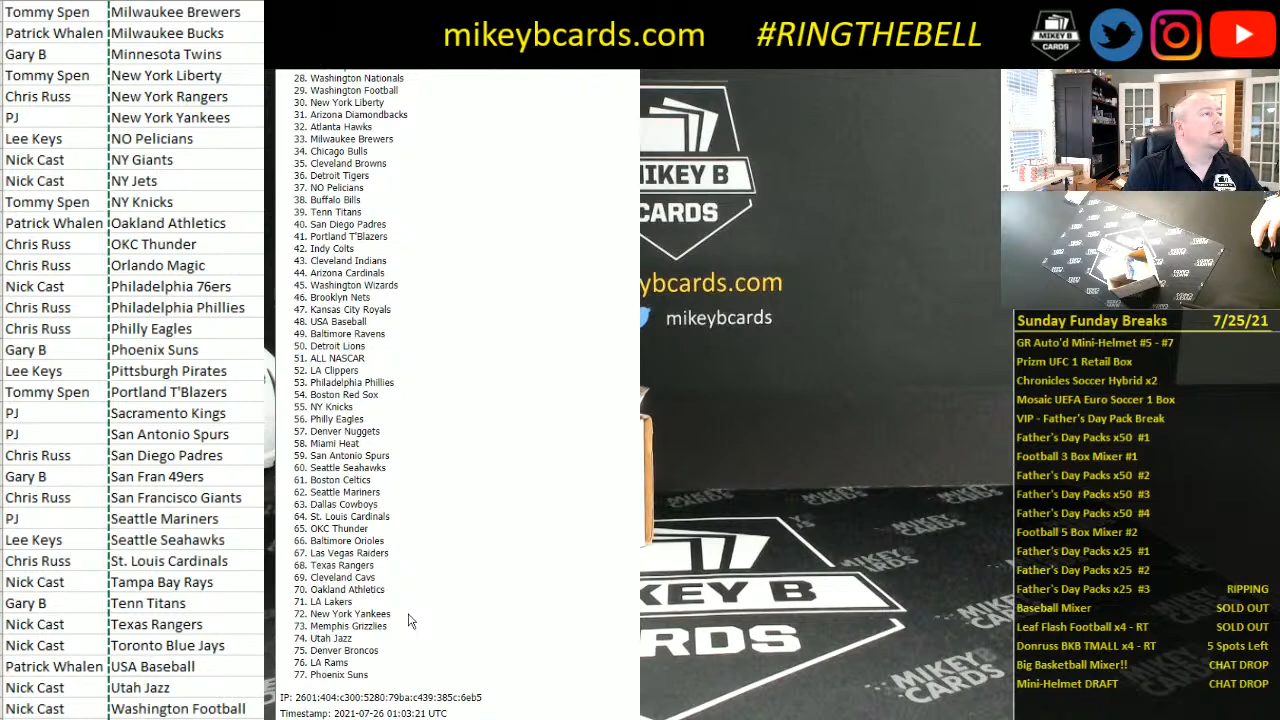 Tommy Spen Milwaukee Brewers
Patrick Whalen Milwaukee Bucks
Gary B Minnesota Twins
Tommy Spen New York Liberty
Chris Russ New York Rangers
PJ New York Yankees
Lee Keys NO Pelicians
Nick Cast NY Giants
Nick Cast NY Jets
Tommy Spen NY Knicks
Patrick Whalen Oakland Athletics
Chris Russ OKC Thunder
Chris Russ Orlando Magic
Nick Cast Philadelphia 76ers
Chris Russ Philadelphia Phillies
Chris Russ Philly Eagles
Gary B Phoenix Suns
Lee Keys Pittsburgh Pirates
Tommy Spen Portland T'Blazers
PJ Sacramento Kings
PJ San Antonio Spurs
Chris Russ San Diego Padres
Gary B San Fran 49ers
Chris Russ San Francisco Giants
PJ Seattle Mariners
Lee Keys Seattle Seahawks
Chris Russ St. Louis Cardinals
Nick Cast Tampa Bay Rays
Gary B Tenn Titans
Nick Cast Texas Rangers
Nick Cast Toronto Blue Jays
Patrick Whalen USA Baseball
Nick Cast Utah Jazz
Nick Cast Washington Football
mikeybcards.com #RINGTHEBELL
MIKEY B
CARDS
28. Washington Nationals
29. Washington Football
30. New York Liberty
31. Arizona Diamondbacks
32. Atlanta Hawks
33. Milwaukee Brewers
34. Chicago Bulls
35. Cleveland Browns
36. Detroit Tigers
37. NO Pelicians
38. Buffalo Bills
39. Tenn Titans
40. San Diego Padres
41. Portland T'Blazers
42. Indy Colts
43. Cleveland Indians
44. Arizona Cardinals
45. Washington Wizards
46. Brooklyn Nets
47. Kansas City Royals
48. USA Baseball
49. Baltimore Ravens
50. Detroit Lions
51. ALL NASCAR
52. LA Clippers
53. Philadelphia Phillies
54. Boston Red Sox
55. NY Knicks
56. Philly Eagles
57. Denver Nuggets
58. Miami Heat
59. San Antonio Spurs
60. Seattle Seahawks
61. Boston Celtics
62. Seattle Mariners
63. Dallas Cowboys
64. St. Louis Cardinals
65. OKC Thunder
66. Baltimore Orioles
67. Las Vegas Raiders
68. Texas Rangers
69. Cleveland Cavs
70. Oakland Athletics
71. LA Lakers
72. New York Yankees
73. Memphis Grizzlies
74. Utah Jazz
75. Denver Broncos
76. LA Rams
77. Phoenix Suns
IP: 2601:404:c300:5280:79ba:c439:385c:6eb5
Timestamp: 2021-07-26 01:03:21 UTC
IKEY B
CARDS
ybcards.com
mikeybcards
KEY B
RDS
MIKEY B
CARDS
Sunday Funday Breaks 7/25/21
GR Auto'd Mini-Helmet #5 - #7
Prizm UFC 1 Retail Box
Chronicles Soccer Hybrid x2
Mosaic UEFA Euro Soccer 1 Box
VIP - Father's Day Pack Break
Father's Day Packs x50 #1
Football 3 Box Mixer #1
Father's Day Packs x50 #2
Father's Day Packs x50 #3
Father's Day Packs x50 #4
Football 5 Box Mixer #2
Father's Day Packs x25 #1
Father's Day Packs x25 #2
Father's Day Packs x25 #3 RIPPING
Baseball Mixer SOLD OUT
Leaf Flash Football x4 - RT SOLD OUT
Donruss BKB TMALL x4 - RT 5 Spots Left
Big Basketball Mixer!! CHAT DROP
Mini-Helmet DRAFT CHAT DROP